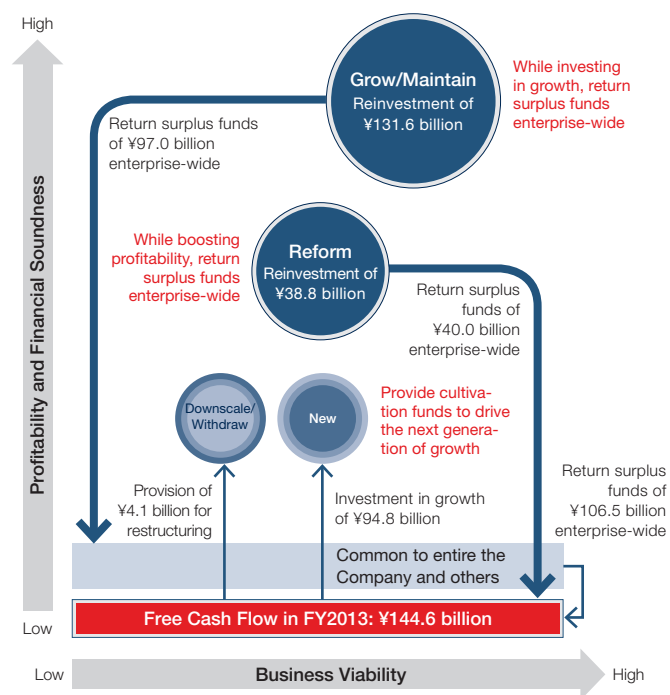 High
Profitability and Financial Soundness
Low
Grow/Maintain
Reinvestment of
¥131.6 billion
While investing
in growth, return
surplus funds
enterprise-wide
Return surplus funds
of ¥97.0 billion
enterprise-wide
While boosting
profitability, return
surplus funds
enterprise-wide
Reform
Reinvestment of
¥38.8 billion
Return surplus
funds of
¥40.0 billion
enterprise-wide
Downscale/
Withdraw
New
Provide cultiva-
tion funds to drive
the next genera-
tion of growth
Provision of
¥4.1 billion for
restructuring
Investment in growth
of ¥94.8 billion
Return surplus
funds of
¥106.5 billion
enterprise-wide
Common to entire the
Company and others
Free Cash Flow in FY2013: ¥144.6 billion
Low
Business Viability
High